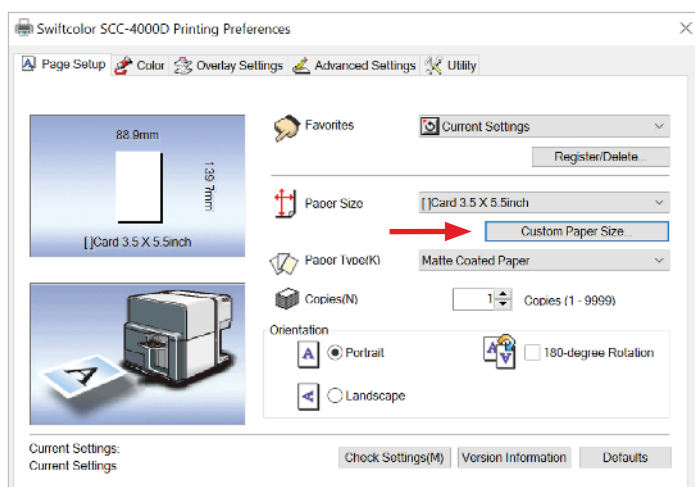 Swiftcolor SCC-4000D Printing Preferences
Page Setup Color Overlay Settings Advanced Settings Utility
88.9mm
139.7mm
[ ]Card 3.5 X 5.5inch
Favorites Current Settings
Register/Delete...
Paper Size [ ]Card 3.5 X 5.5inch
Custom Paper Size...
Paper Type(K) Matte Coated Paper
Copies(N) 1 Copies (1 - 9999)
Orientation
A Portrait 180-degree Rotation
A Landscape
A
Current Settings:
Current Settings
Check Settings(M) Version Information Defaults